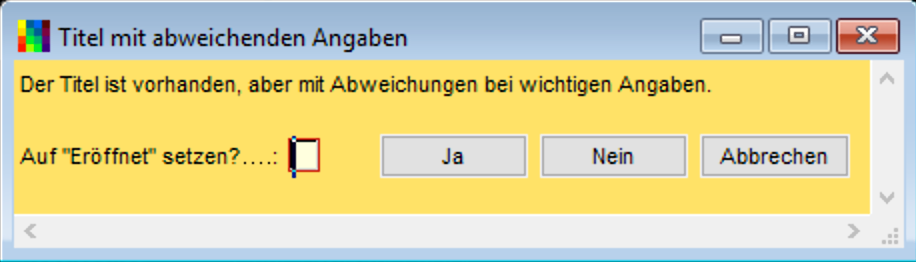 Titel mit abweichenden Angaben
Der Titel ist vorhanden, aber mit Abweichungen bei wichtigen Angaben.
Auf "Eröffnet" setzen?....: Ja Nein Abbrechen